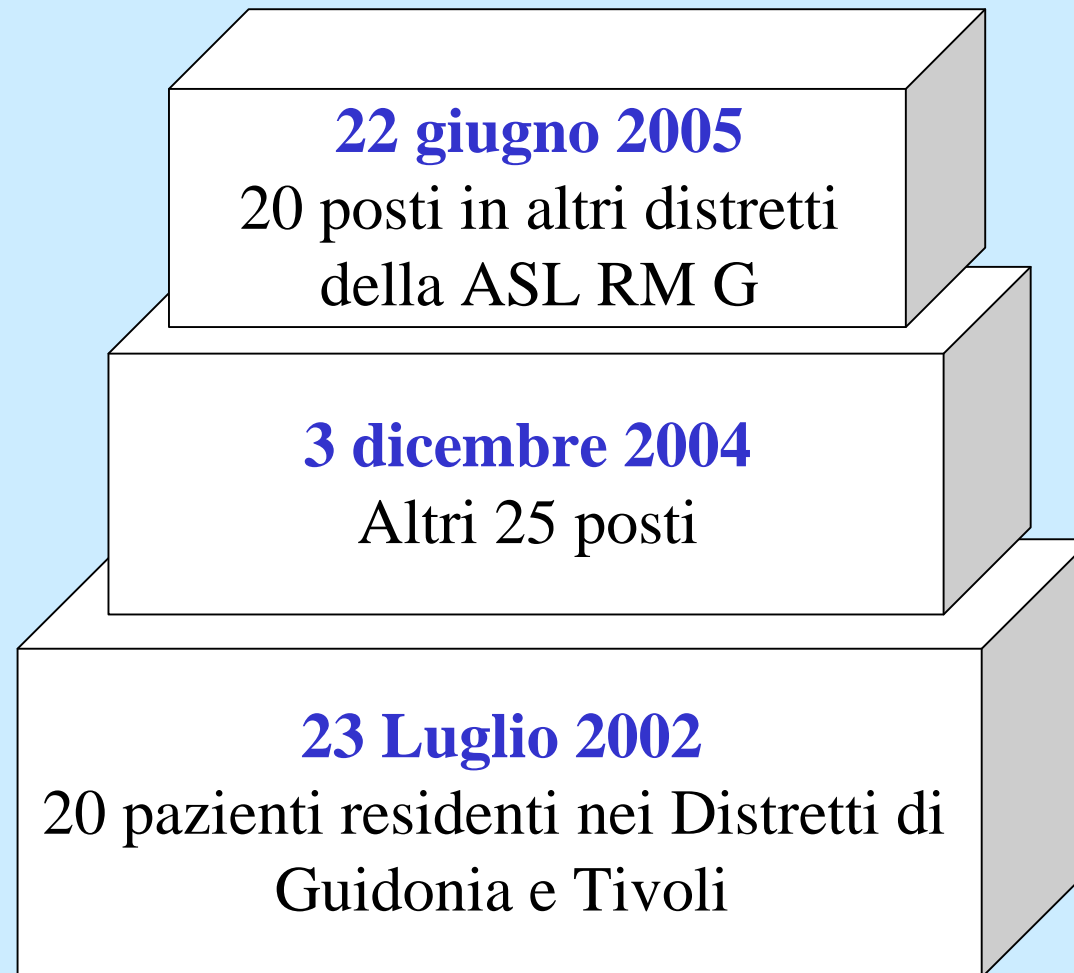 22 giugno 2005
20 posti in altri distretti
della ASL RM G
3 dicembre 2004
Altri 25 posti
23 Luglio 2002
20 pazienti residenti nei Distretti di
Guidonia e Tivoli